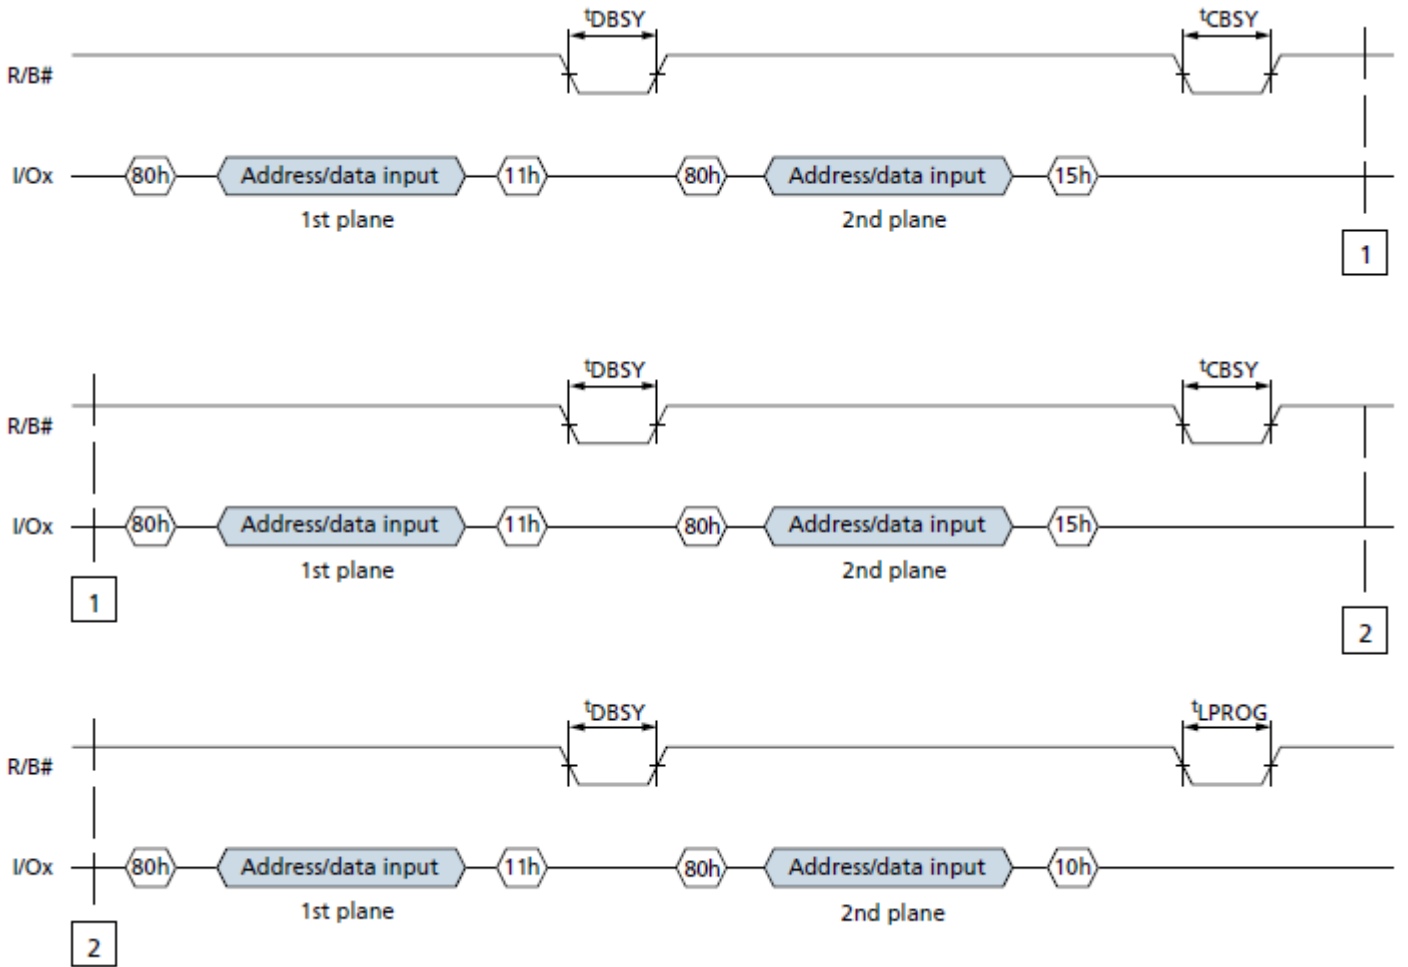 tDBSY tCBSY
R/B#
I/Ox 80h Address/data input 11h 80h Address/data input 15h
1st plane 2nd plane
1
tDBSY tCBSY
R/B#
I/Ox 80h Address/data input 11h 80h Address/data input 15h
1st plane 2nd plane
1
2
tDBSY tLPROG
R/B#
I/Ox 80h Address/data input 11h 80h Address/data input 10h
1st plane 2nd plane
2